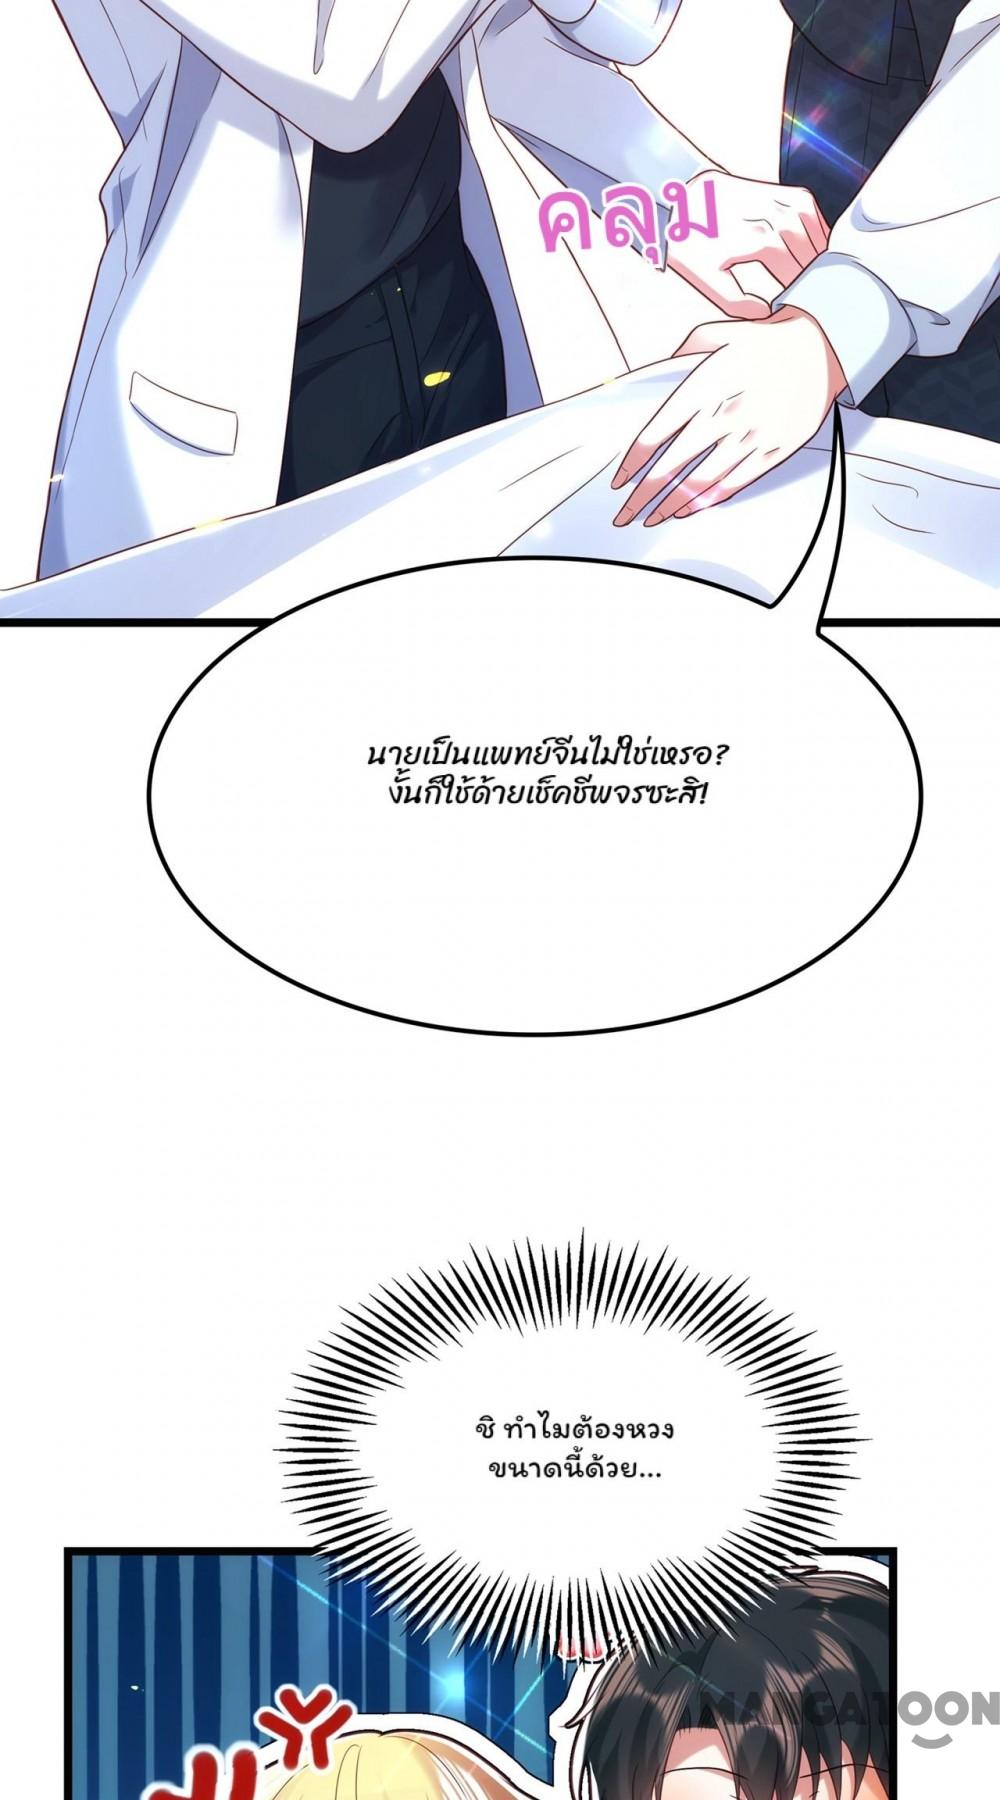 คลุม
นายเป็นแพทย์จีนไม่ใช่เหรอ?
งั้นก็ใช้ด้ายเช็คชีพจรซะสิ!
ชิ ทำไมต้องหวง
ขนาดนี้ด้วย...
MANGATOON